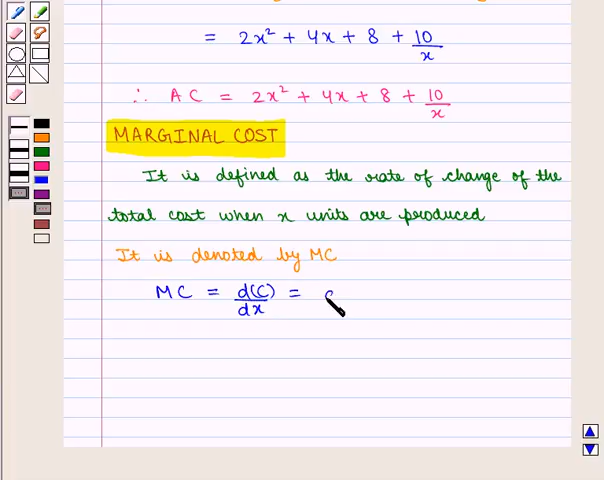 = 2x² + 4x + 8 + 10/x
∴ AC = 2x² + 4x + 8 + 10/x
MARGINAL COST
It is defined as the rate of change of the
total cost when x units are produced
It is denoted by MC
MC = d(C)/dx =